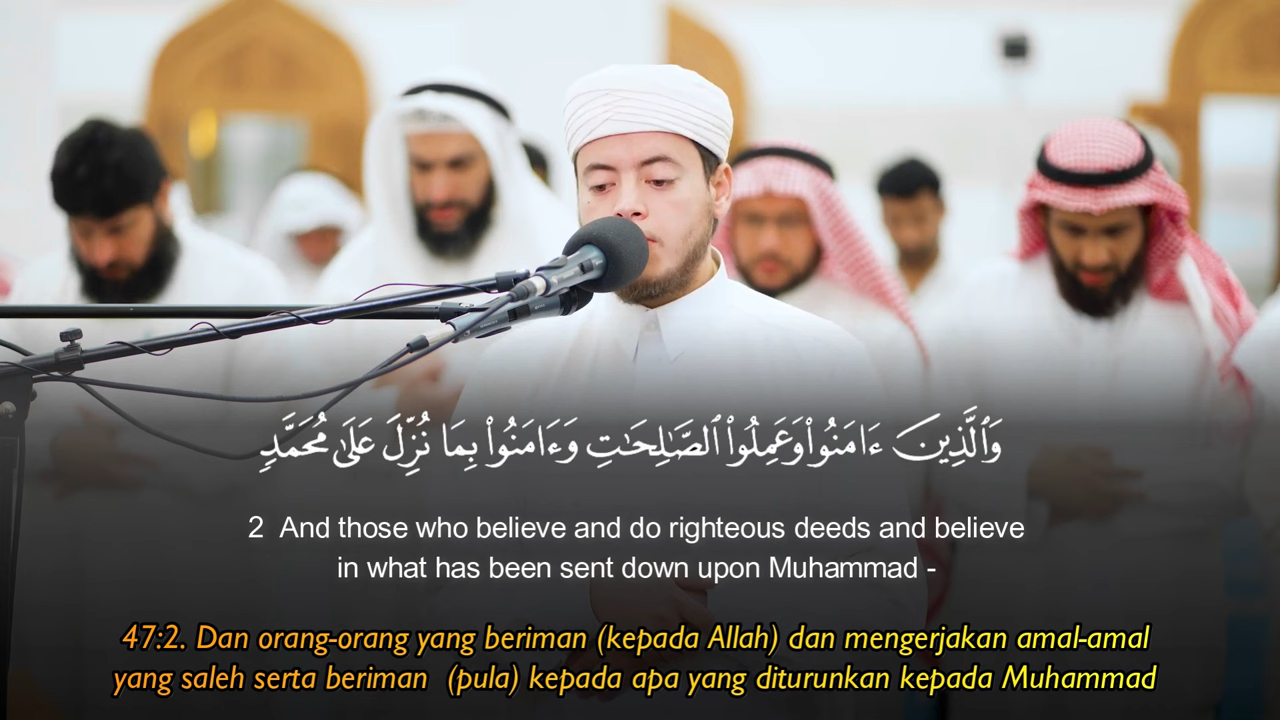 وَٱلَّذِينَ ءَامَنُوا۟ وَعَمِلُوا۟ ٱلصَّـٰلِحَـٰتِ وَءَامَنُوا۟ بِمَا نُزِّلَ عَلَىٰ مُحَمَّدٍ
2 And those who believe and do righteous deeds and believe
in what has been sent down upon Muhammad -
47:2. Dan orang-orang yang beriman (kepada Allah) dan mengerjakan amal-amal
yang saleh serta beriman (pula) kepada apa yang diturunkan kepada Muhammad